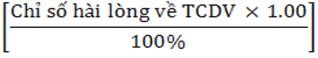 [Chỉ số hài lòng về TCDV × 1.00
100%]